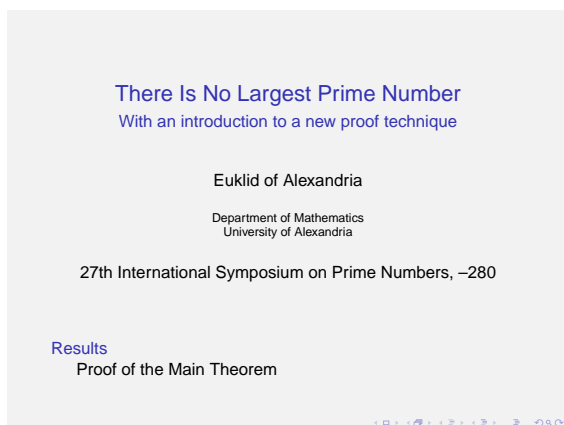 There Is No Largest Prime Number
With an introduction to a new proof technique
Euklid of Alexandria
Department of Mathematics
University of Alexandria
27th International Symposium on Prime Numbers, –280
Results
Proof of the Main Theorem